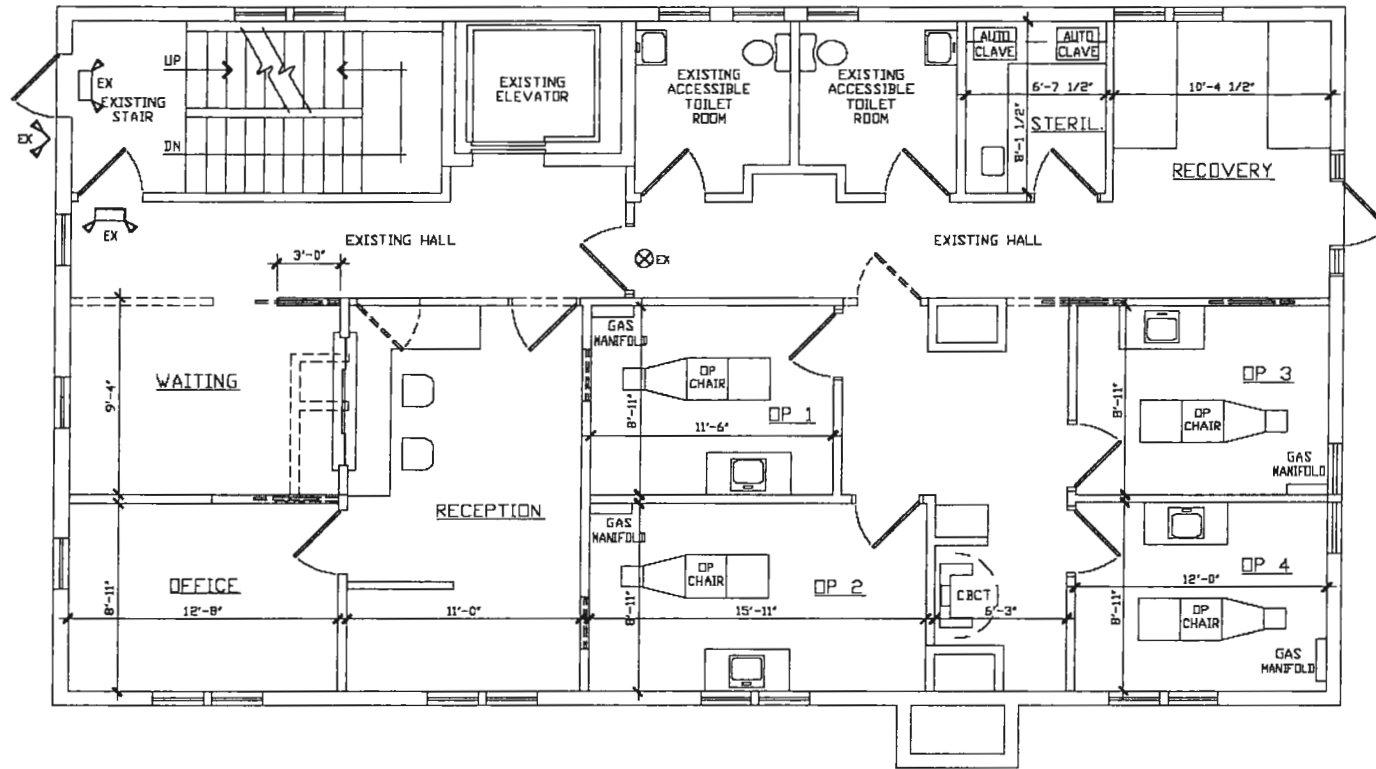 UP
EX
EXISTING
STAIR
EX
DN
EX
EXISTING
ELEVATOR
EXISTING
ACCESSIBLE
TOILET
ROOM
EXISTING
ACCESSIBLE
TOILET
ROOM
AUTO
CLAVE
AUTO
CLAVE
6'-7 1/2"
8'-1 1/2"
STERIL.
10'-4 1/2"
RECOVERY
EXISTING HALL
3'-0"
EX
EXISTING HALL
WAITING
9'-4"
RECEPTION
GAS
MANIFOLD
OP
CHAIR
OP 1
8'-11"
11'-6"
OP 3
8'-11"
OP
CHAIR
GAS
MANIFOLD
OFFICE
8'-11"
12'-8"
11'-0"
GAS
MANIFOLD
OP
CHAIR
OP 2
8'-11"
15'-11"
CBCT
6'-3"
OP 4
12'-0"
8'-11"
OP
CHAIR
GAS
MANIFOLD